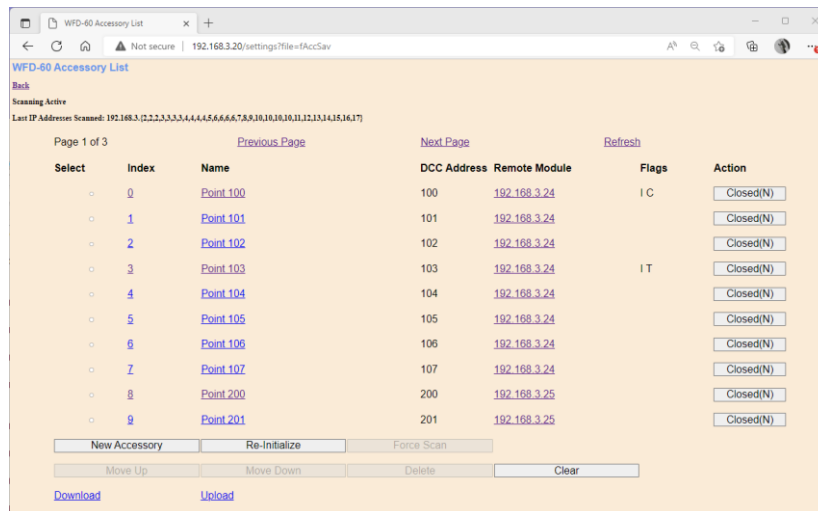 WFD-60 Accessory List
Not secure 192.168.3.20/settings?file=fAccSav
WFD-60 Accessory List
Back
Scanning Active
Last IP Addresses Scanned: 192.168.3.{2,2,2,3,3,3,3,4,4,4,4,5,6,6,6,6,7,8,9,10,10,10,10,11,12,13,14,15,16,17}
Page 1 of 3 Previous Page Next Page Refresh
Select Index Name DCC Address Remote Module Flags Action
0 Point 100 100 192.168.3.24 I C Closed(N)
1 Point 101 101 192.168.3.24 Closed(N)
2 Point 102 102 192.168.3.24 Closed(N)
3 Point 103 103 192.168.3.24 I T Closed(N)
4 Point 104 104 192.168.3.24 Closed(N)
5 Point 105 105 192.168.3.24 Closed(N)
6 Point 106 106 192.168.3.24 Closed(N)
7 Point 107 107 192.168.3.24 Closed(N)
8 Point 200 200 192.168.3.25 Closed(N)
9 Point 201 201 192.168.3.25 Closed(N)
New Accessory Re-Initialize Force Scan
Move Up Move Down Delete Clear
Download Upload